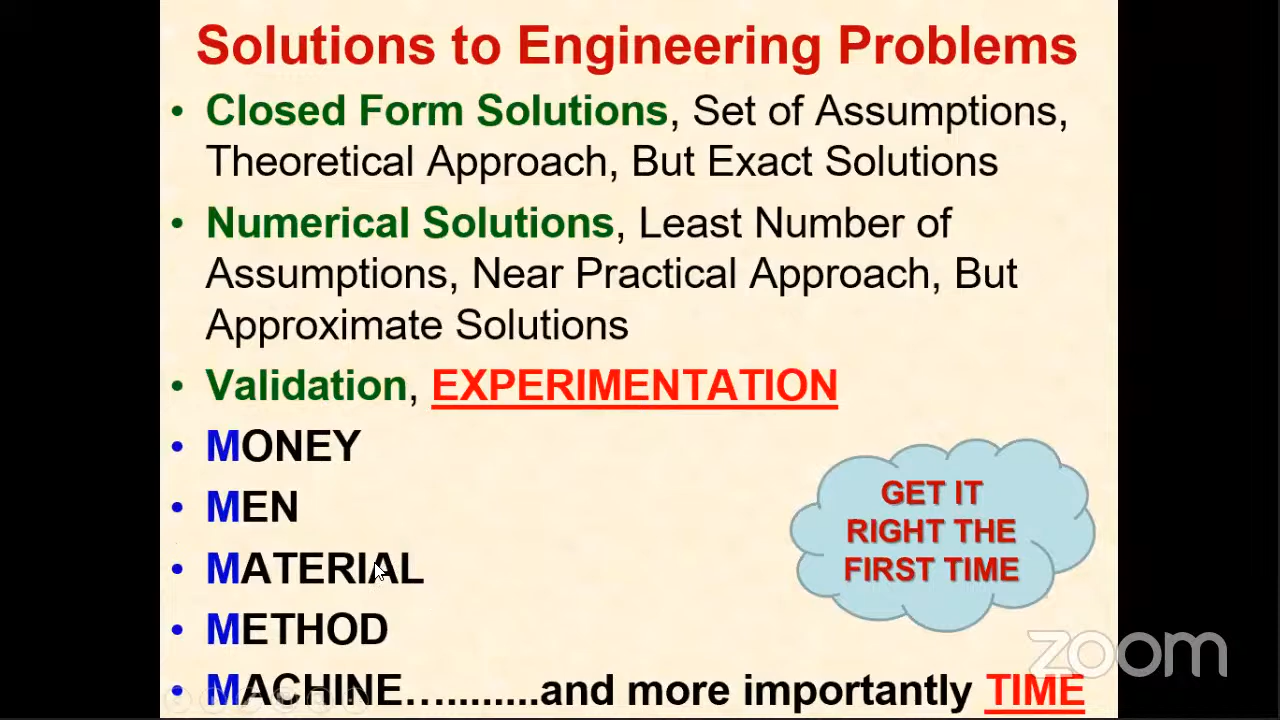 Solutions to Engineering Problems
• Closed Form Solutions, Set of Assumptions,
Theoretical Approach, But Exact Solutions
• Numerical Solutions, Least Number of
Assumptions, Near Practical Approach, But
Approximate Solutions
• Validation, EXPERIMENTATION
• MONEY
• MEN
• MATERIAL
• METHOD
• MACHINE…........and more importantly TIME
GET IT
RIGHT THE
FIRST TIME
zoom